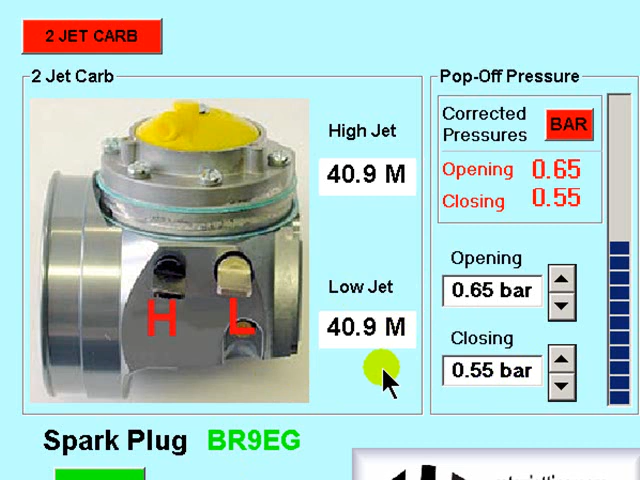 2 JET CARB
2 Jet Carb
High Jet
40.9 M
Low Jet
40.9 M
H L
Pop-Off Pressure
Corrected
Pressures
BAR
Opening 0.65
Closing 0.55
Opening
0.65 bar
Closing
0.55 bar
Spark Plug BR9EG